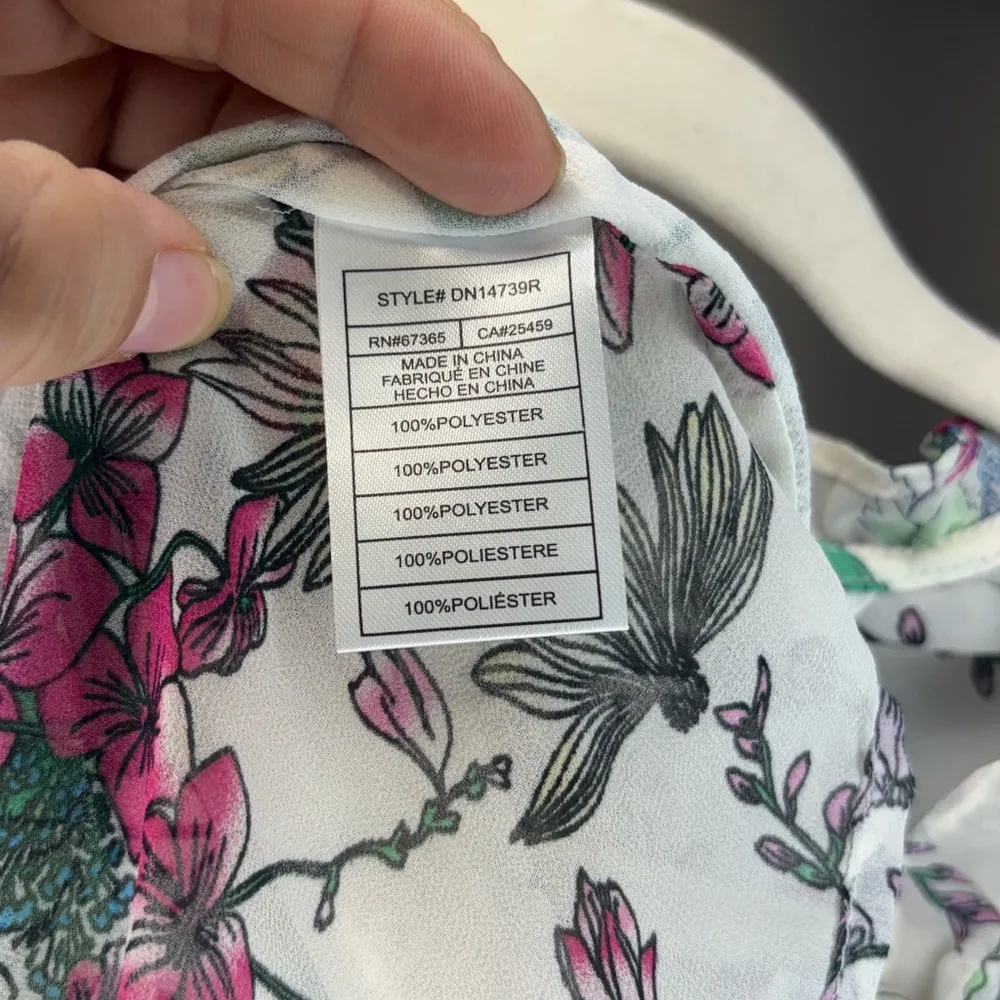 STYLE# DN14739R
RN#67365 CA#25459
MADE IN CHINA
FABRIQUÉ EN CHINE
HECHO EN CHINA
100%POLYESTER
100%POLYESTER
100%POLYESTER
100%POLIESTERE
100%POLIÉSTER